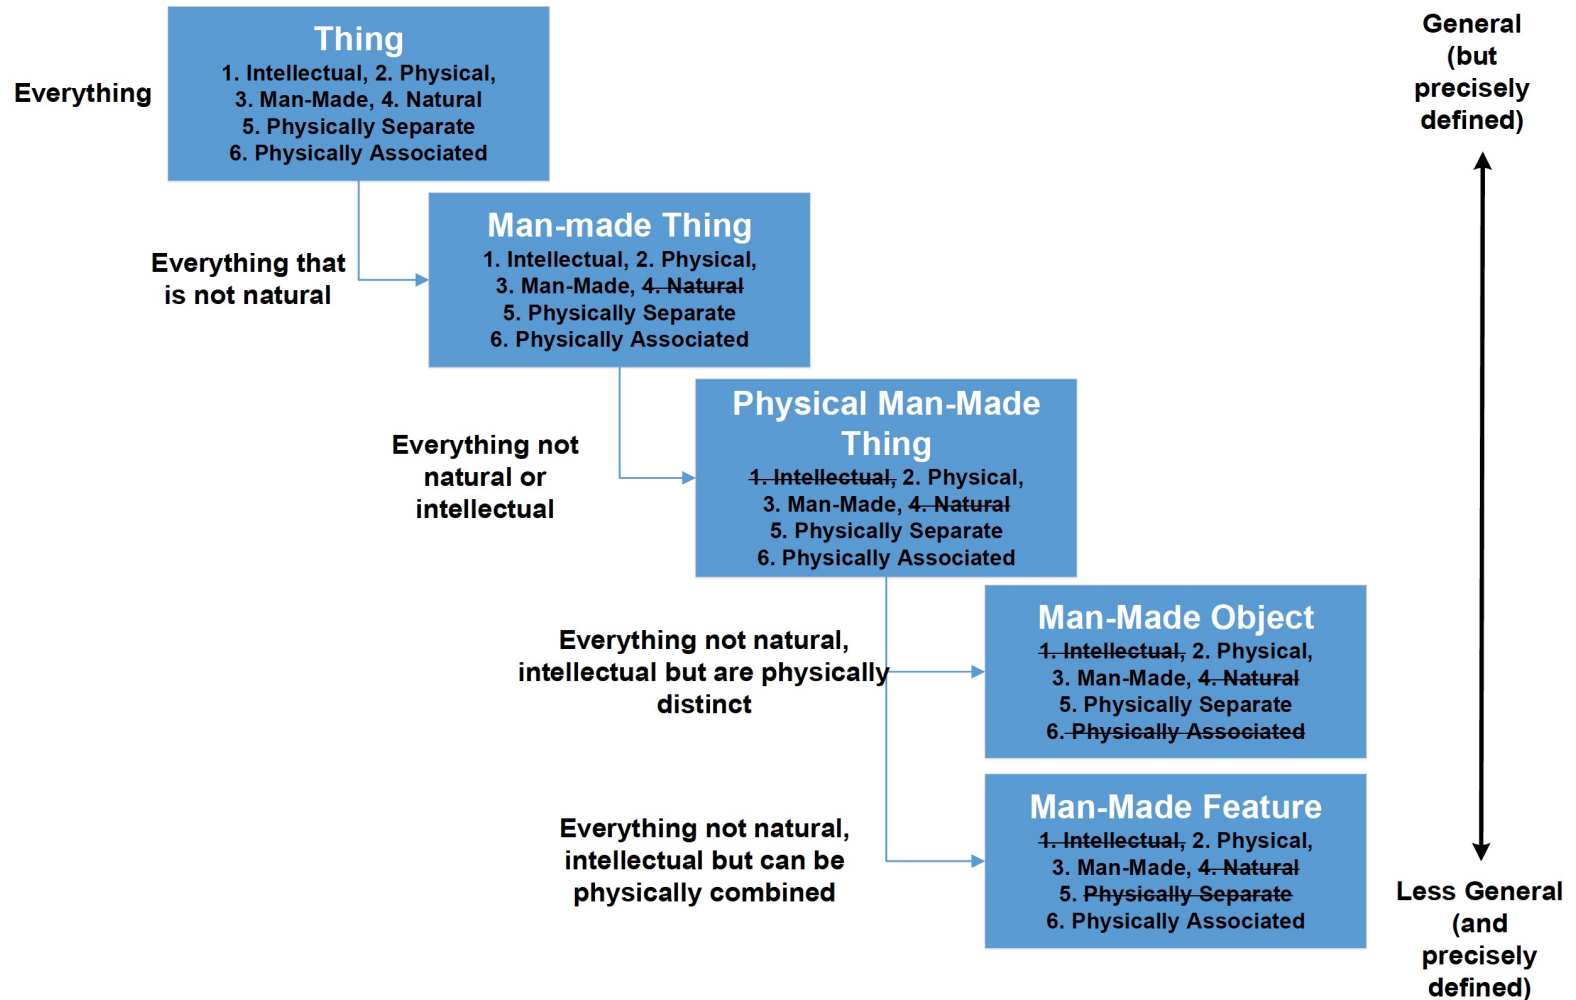 Thing
1. Intellectual, 2. Physical,
3. Man-Made, 4. Natural
5. Physically Separate
6. Physically Associated
Everything
Man-made Thing
1. Intellectual, 2. Physical,
3. Man-Made, 4. Natural
5. Physically Separate
6. Physically Associated
Everything that
is not natural
Physical Man-Made
Thing
1. Intellectual, 2. Physical,
3. Man-Made, 4. Natural
5. Physically Separate
6. Physically Associated
Everything not
natural or
intellectual
Man-Made Object
1. Intellectual, 2. Physical,
3. Man-Made, 4. Natural
5. Physically Separate
6. Physically Associated
Everything not natural,
intellectual but are physically
distinct
Man-Made Feature
1. Intellectual, 2. Physical,
3. Man-Made, 4. Natural
5. Physically Separate
6. Physically Associated
Everything not natural,
intellectual but can be
physically combined
General
(but
precisely
defined)
Less General
(and
precisely
defined)